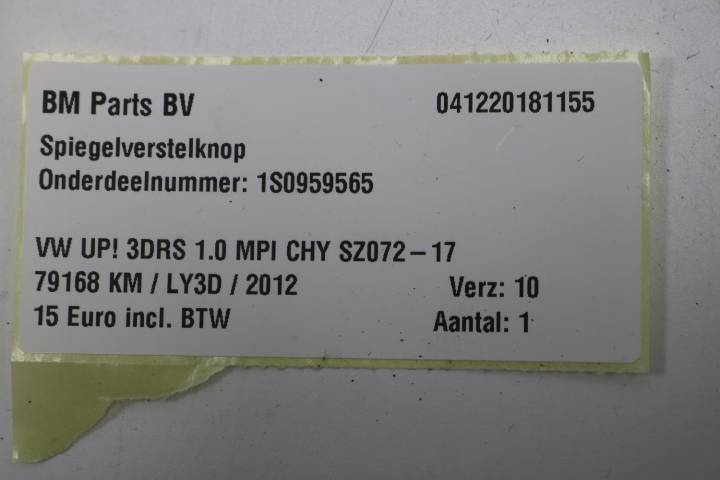 BM Parts BV 041220181155
Spiegelverstelknop
Onderdeelnummer: 1S0959565
VW UP! 3DRS 1.0 MPI CHY SZ072-17
79168 KM / LY3D / 2012 Verz: 10
15 Euro incl. BTW Aantal: 1